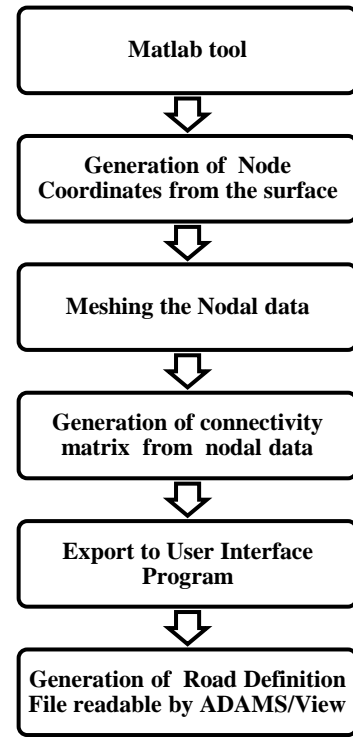 Matlab tool
Generation of Node
Coordinates from the surface
Meshing the Nodal data
Generation of connectivity
matrix from nodal data
Export to User Interface
Program
Generation of Road Definition
File readable by ADAMS/View